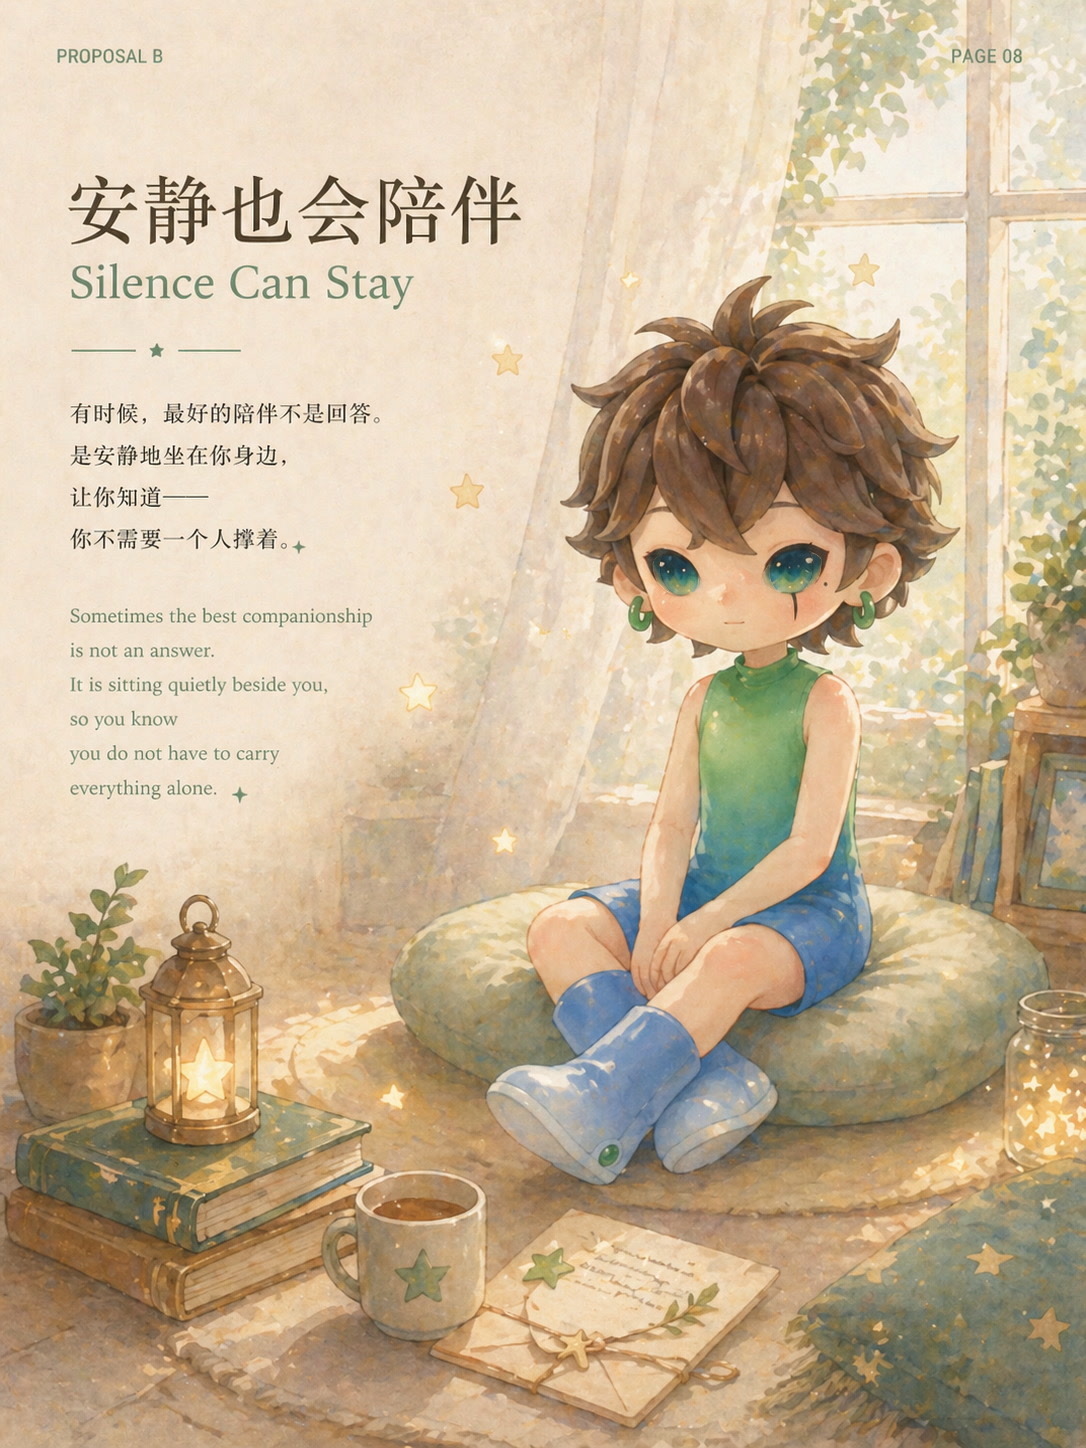 PROPOSAL B
PAGE 08
安静也会陪伴
Silence Can Stay
有时候，最好的陪伴不是回答。
是安静地坐在你身边，
让你知道——
你不需要一个人撑着。
Sometimes the best companionship
is not an answer.
It is sitting quietly beside you,
so you know
you do not have to carry
everything alone.